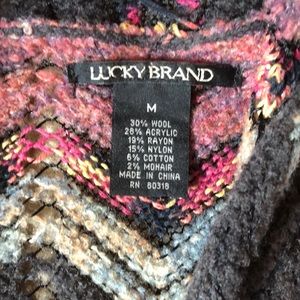 LUCKY BRAND
M
30% WOOL
28% ACRYLIC
19% RAYON
15% NYLON
6% COTTON
2% MOHAIR
MADE IN CHINA
RN 80318